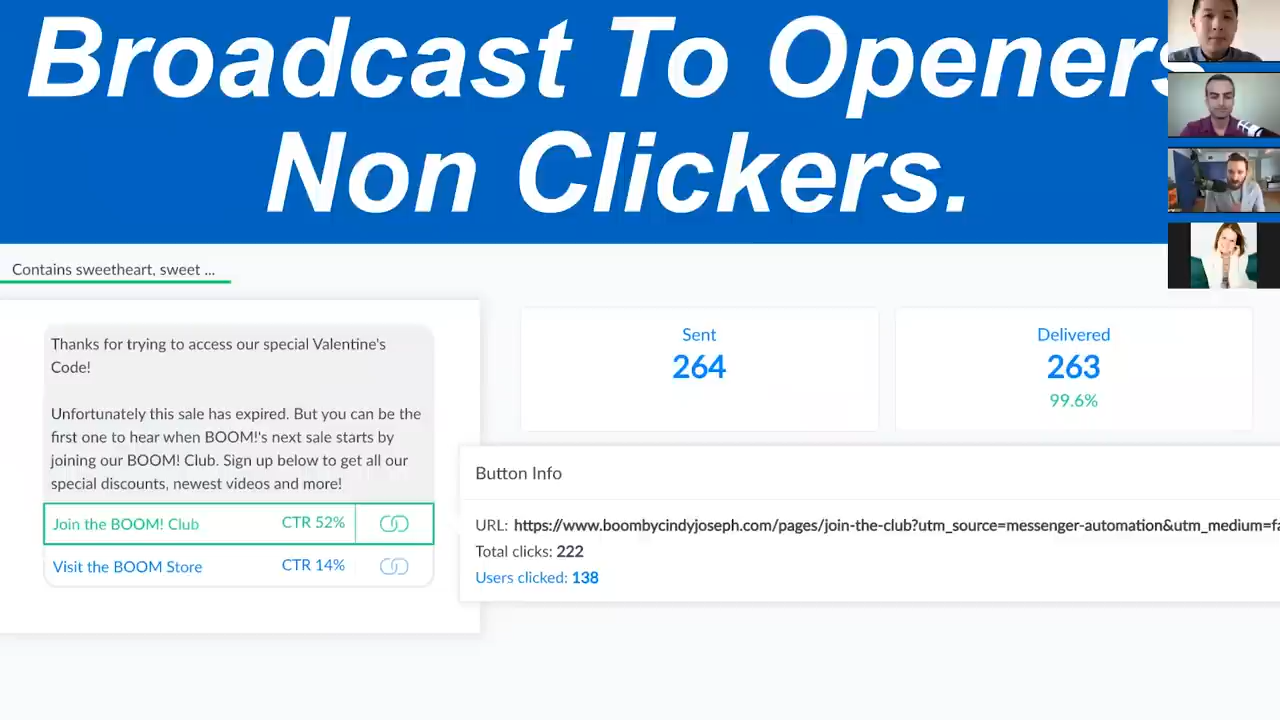 Broadcast To Openers
Non Clickers.
Contains sweetheart, sweet ...
Thanks for trying to access our special Valentine's
Code!
Unfortunately this sale has expired. But you can be the
first one to hear when BOOM!'s next sale starts by
joining our BOOM! Club. Sign up below to get all our
special discounts, newest videos and more!
Join the BOOM! Club CTR 52%
Visit the BOOM Store CTR 14%
Sent
264
Delivered
263
99.6%
Button Info
URL: https://www.boombycindyjoseph.com/pages/join-the-club?utm_source=messenger-automation&utm_medium=fa
Total clicks: 222
Users clicked: 138